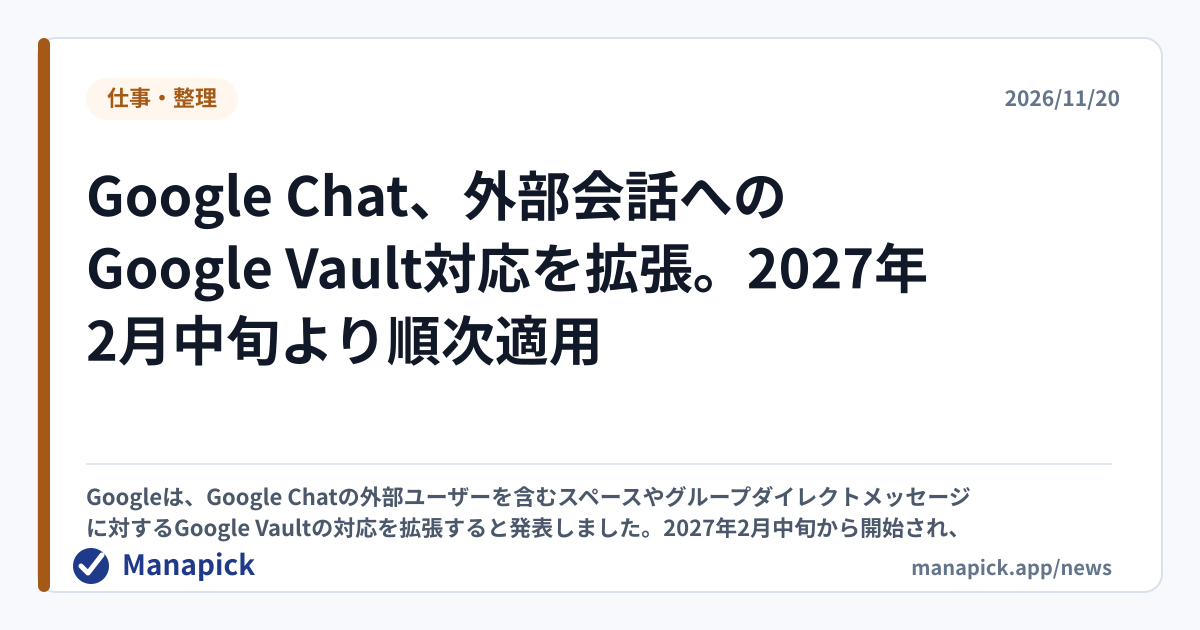 仕事・整理
2026/11/20
Google Chat、外部会話への
Google Vault対応を拡張。2027年
2月中旬より順次適用
Googleは、Google Chatの外部ユーザーを含むスペースやグループダイレクトメッセージ
に対するGoogle Vaultの対応を拡張すると発表しました。2027年2月中旬から開始され、
Manapick
manapick.app/news